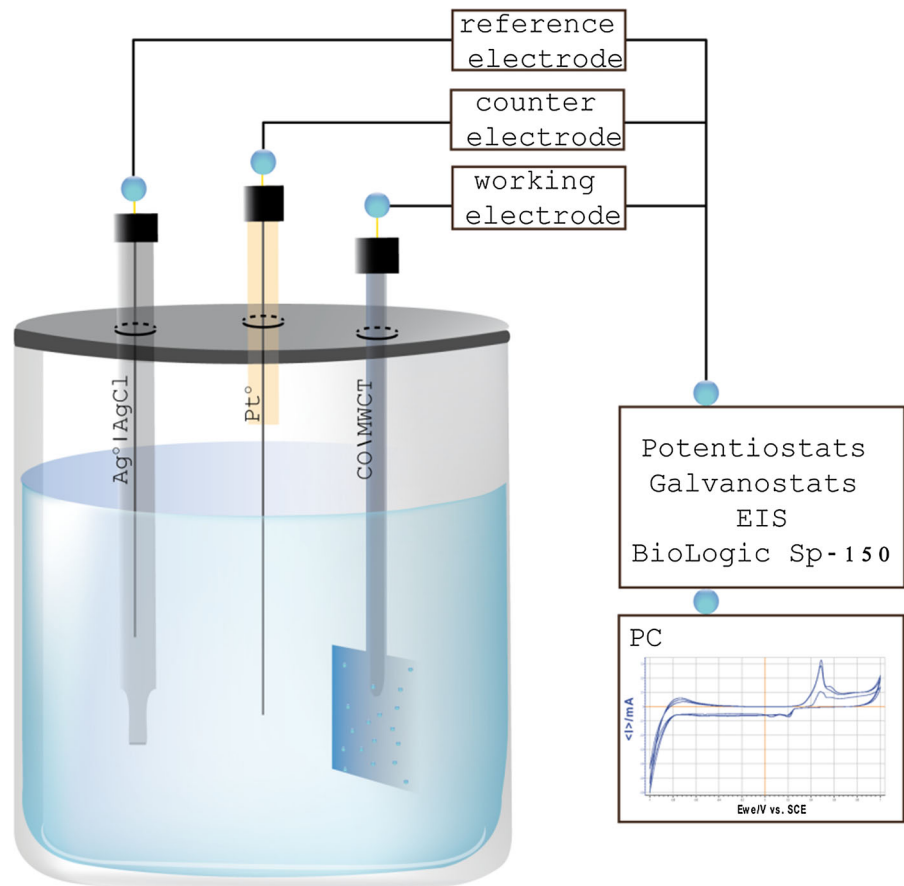 reference
electrode
counter
electrode
working
electrode
Ag°|AgCl
Pt°
CO\MWCT
Potentiostats
Galvanostats
EIS
BioLogic Sp-150
PC
<I>/mA
Ewe/V vs. SCE